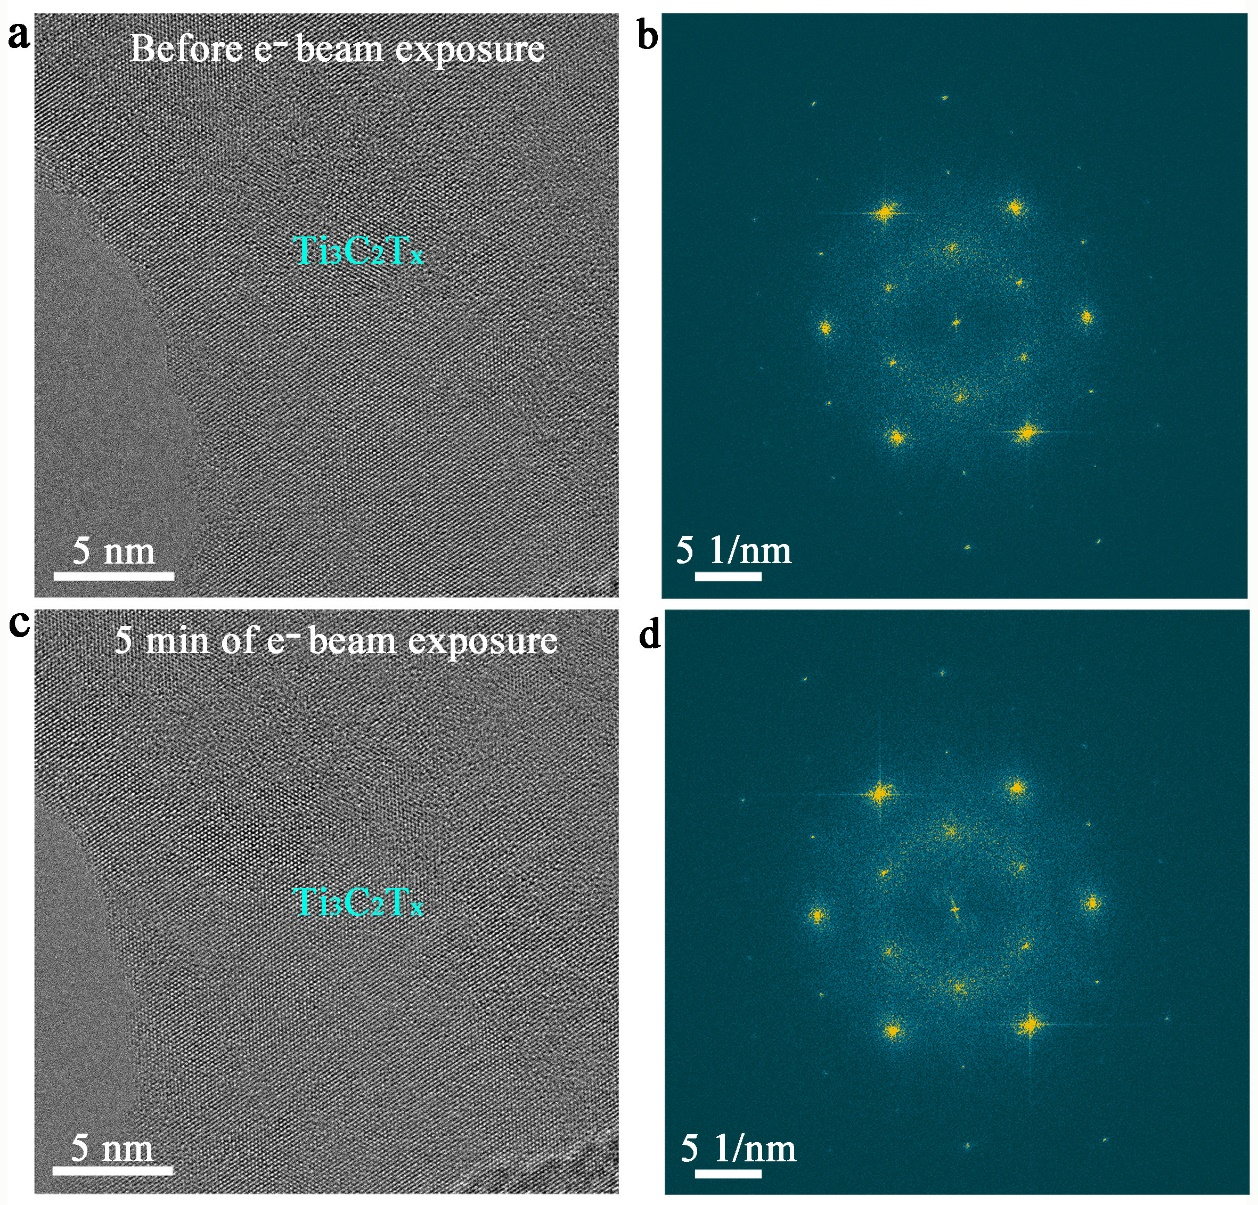 a
Before e⁻ beam exposure
Ti₃C₂Tₓ
5 nm
b
5 1/nm
c
5 min of e⁻ beam exposure
Ti₃C₂Tₓ
5 nm
d
5 1/nm